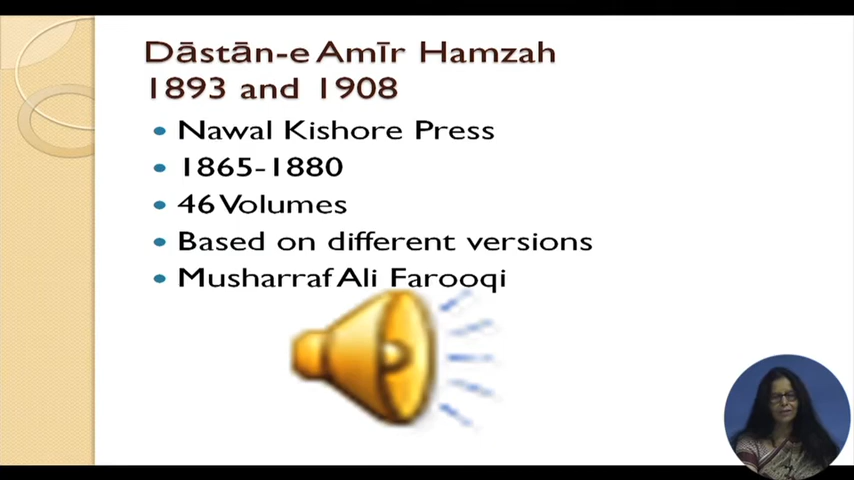 Dāstān-e Amīr Hamzah
1893 and 1908
• Nawal Kishore Press
• 1865-1880
• 46 Volumes
• Based on different versions
• Musharraf Ali Farooqi